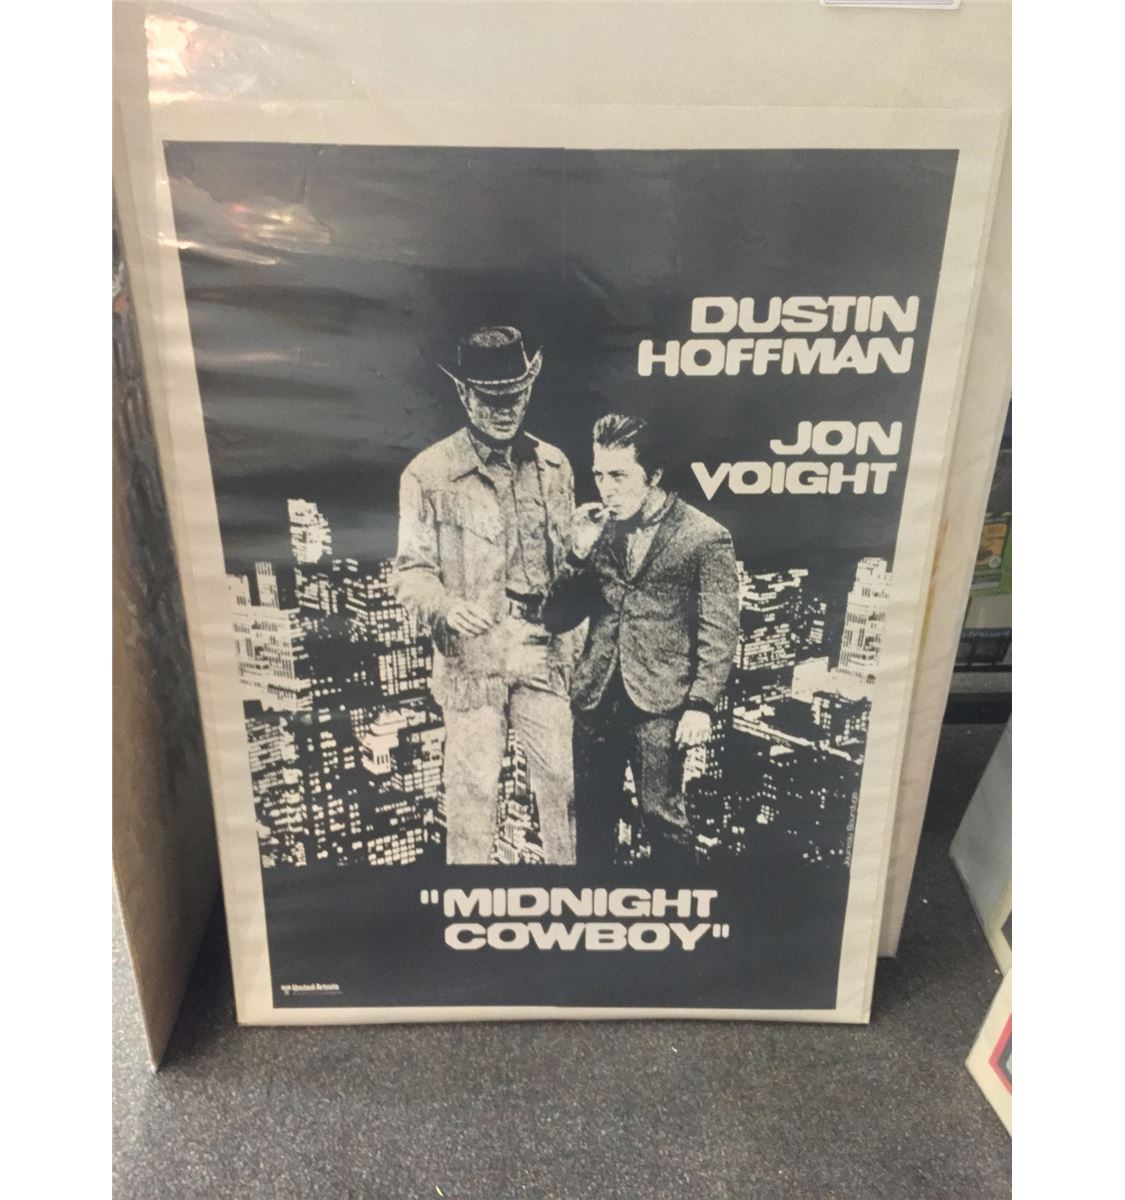 DUSTIN
HOFFMAN
JON
VOIGHT
"MIDNIGHT
COWBOY"
United Artists